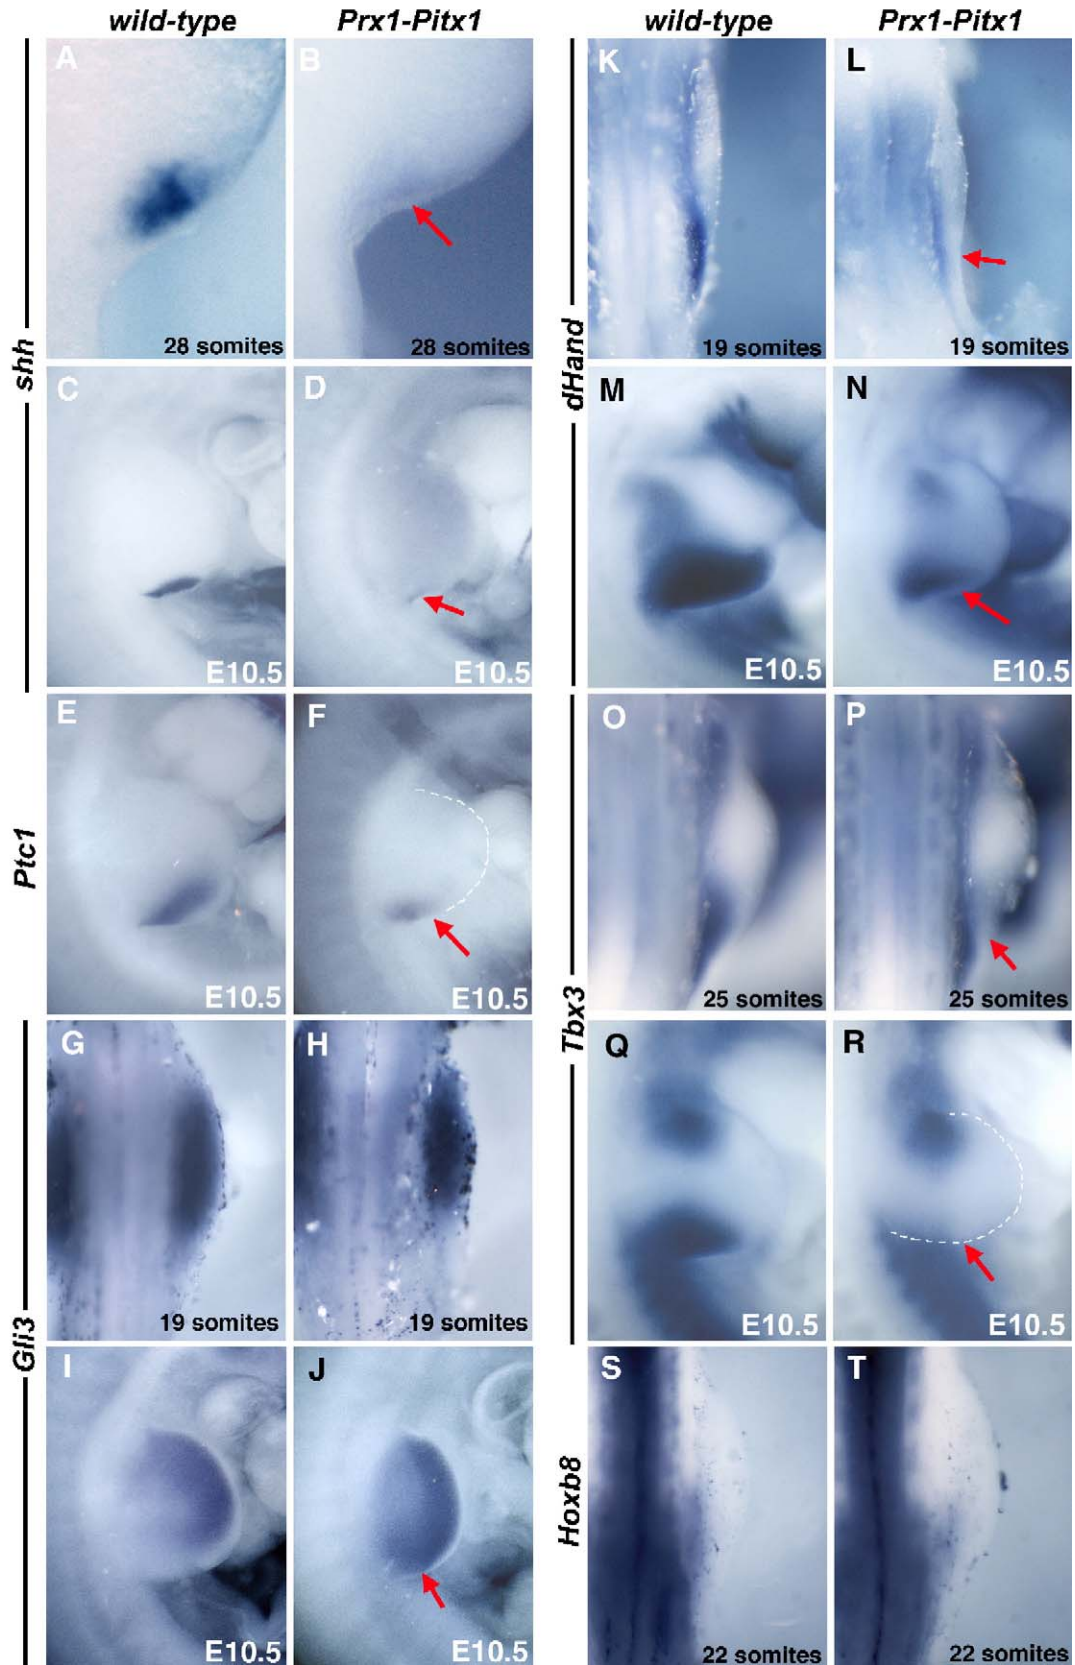 wild-type Prx1-Pitx1 wild-type Prx1-Pitx1
A B K L
28 somites 28 somites 19 somites 19 somites
shh dHand
C D M N
E10.5 E10.5 E10.5 E10.5
E F O P
Ptc1
E10.5 E10.5 25 somites 25 somites
Tbx3
G H Q R
19 somites 19 somites E10.5 E10.5
Gli3
I J S T
Hoxb8
E10.5 E10.5 22 somites 22 somites